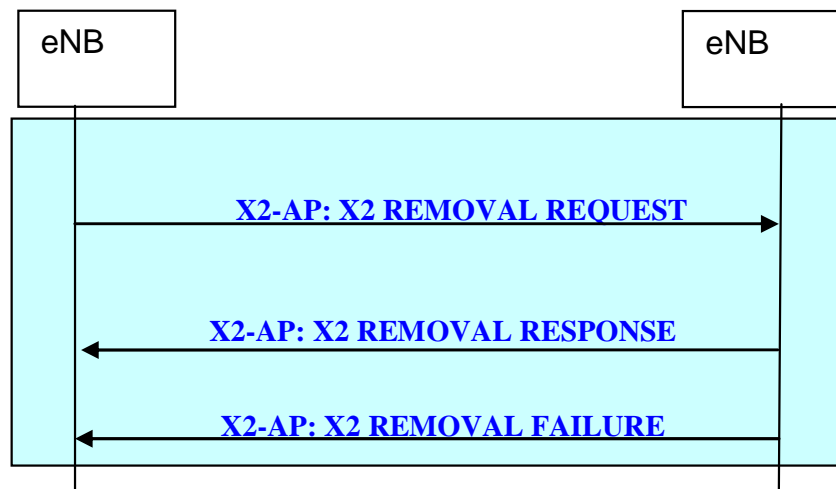 eNB
eNB
X2-AP: X2 REMOVAL REQUEST
X2-AP: X2 REMOVAL RESPONSE
X2-AP: X2 REMOVAL FAILURE